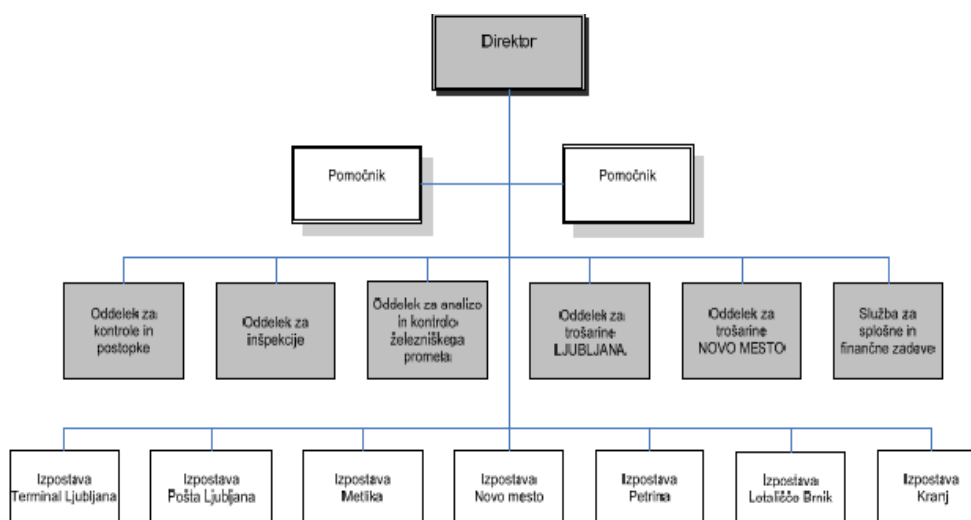 Direktor
Pomočnik
Pomočnik
Oddelek za
kontrole in
postopke
Oddelek za
inšpekcije
Oddelek za analizo
in kontrolo
železniškega
prometa
Oddelek za
trošarine
LJUBLJANA
Oddelek za
trošarine
NOVO MESTO
Služba za
splošne in
finančne zadeve
Izpostava
Terminal Ljubljana
Izpostava
Pošta Ljubljana
Izpostava
Metlika
Izpostava
Novo mesto
Izpostava
Petrina
Izpostava
Letališče Brnik
Izpostava
Kranj